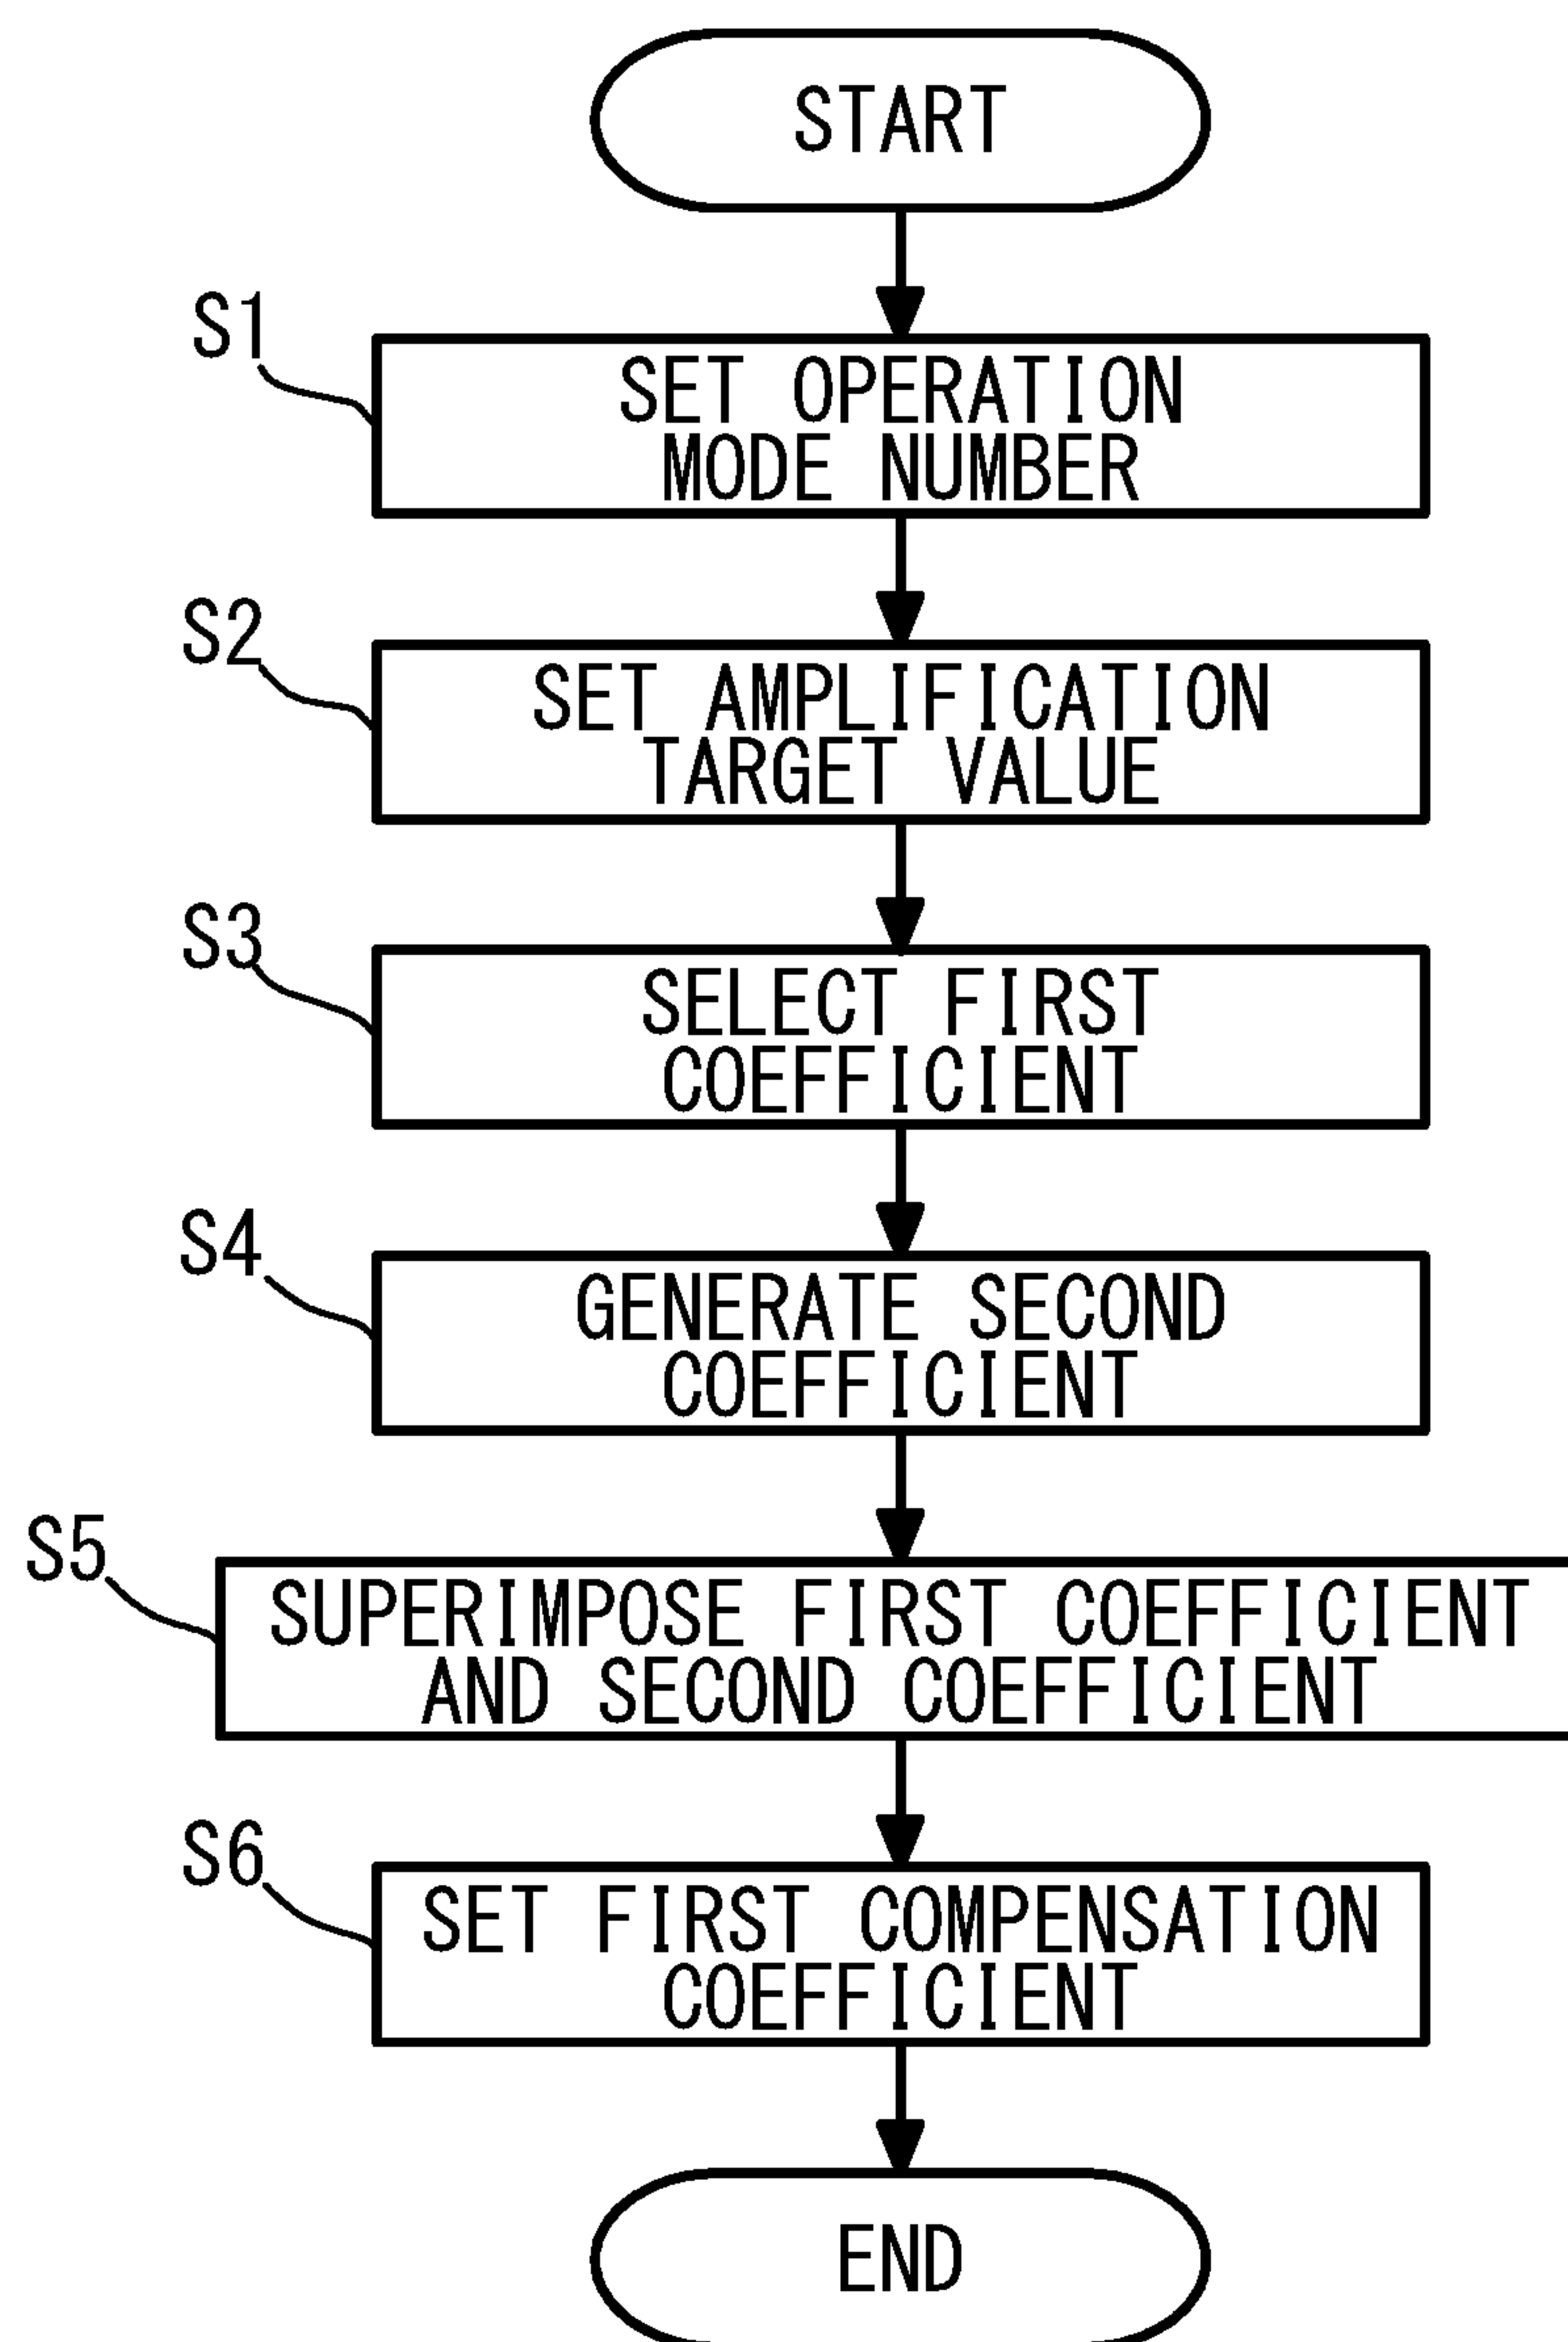 START
S1
SET OPERATION
MODE NUMBER
S2
SET AMPLIFICATION
TARGET VALUE
S3
SELECT FIRST
COEFFICIENT
S4
GENERATE SECOND
COEFFICIENT
S5
SUPERIMPOSE FIRST COEFFICIENT
AND SECOND COEFFICIENT
S6
SET FIRST COMPENSATION
COEFFICIENT
END